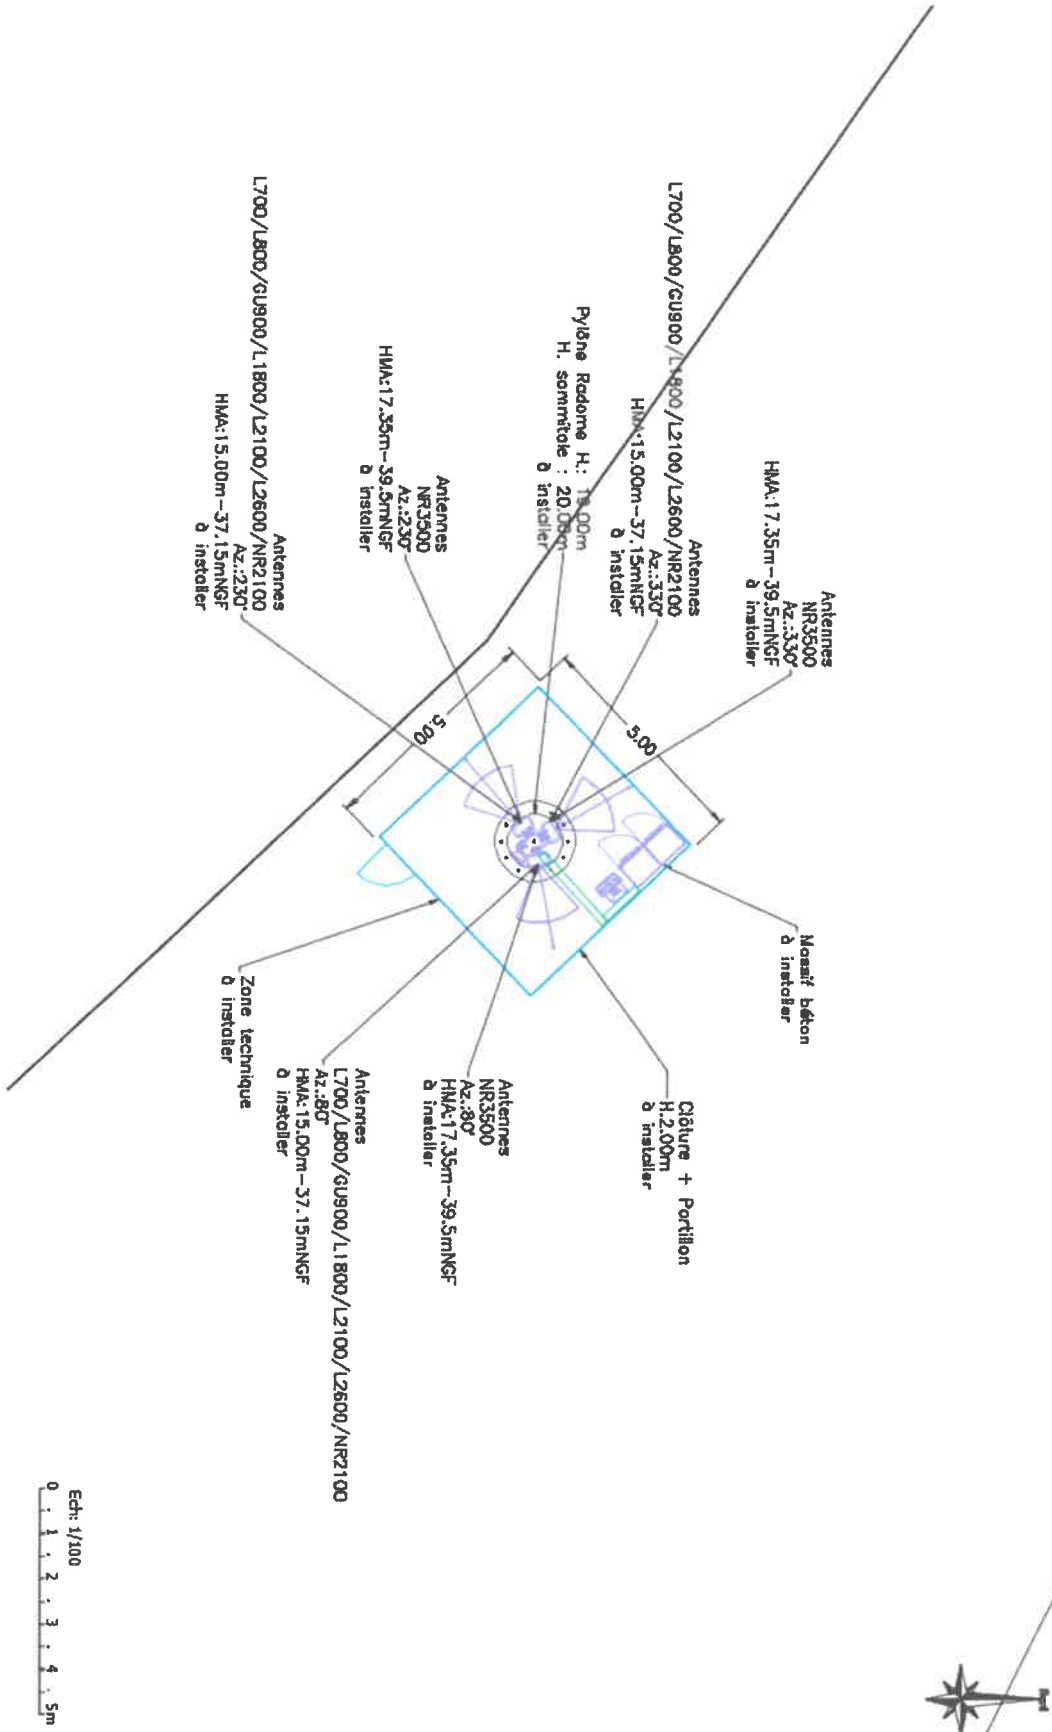 Antennes
NR3500
Az.:330°
HMA:17.35m-39.5mNGF
à installer
Antennes
L700/L800/GU900/L1800/L2100/L2600/NR2100
Az.:330°
HMA:15.00m-37.15mNGF
à installer
Pylône Radome H.: 19.00m
H. sommitale : 20.00m
à installer
Antennes
NR3500
Az.:230°
HMA:17.35m-39.5mNGF
à installer
Antennes
L700/L800/GU900/L1800/L2100/L2600/NR2100
Az.:230°
HMA:15.00m-37.15mNGF
à installer
5.00
5.00
Massif béton
à installer
Clôture + Portillon
H.2.00m
à installer
Antennes
NR3500
Az.:80°
HMA:17.35m-39.5mNGF
à installer
Antennes
L700/L800/GU900/L1800/L2100/L2600/NR2100
Az.:80°
HMA:15.00m-37.15mNGF
à installer
Zone technique
à installer
Ech: 1/100
0 1 2 3 4 5m